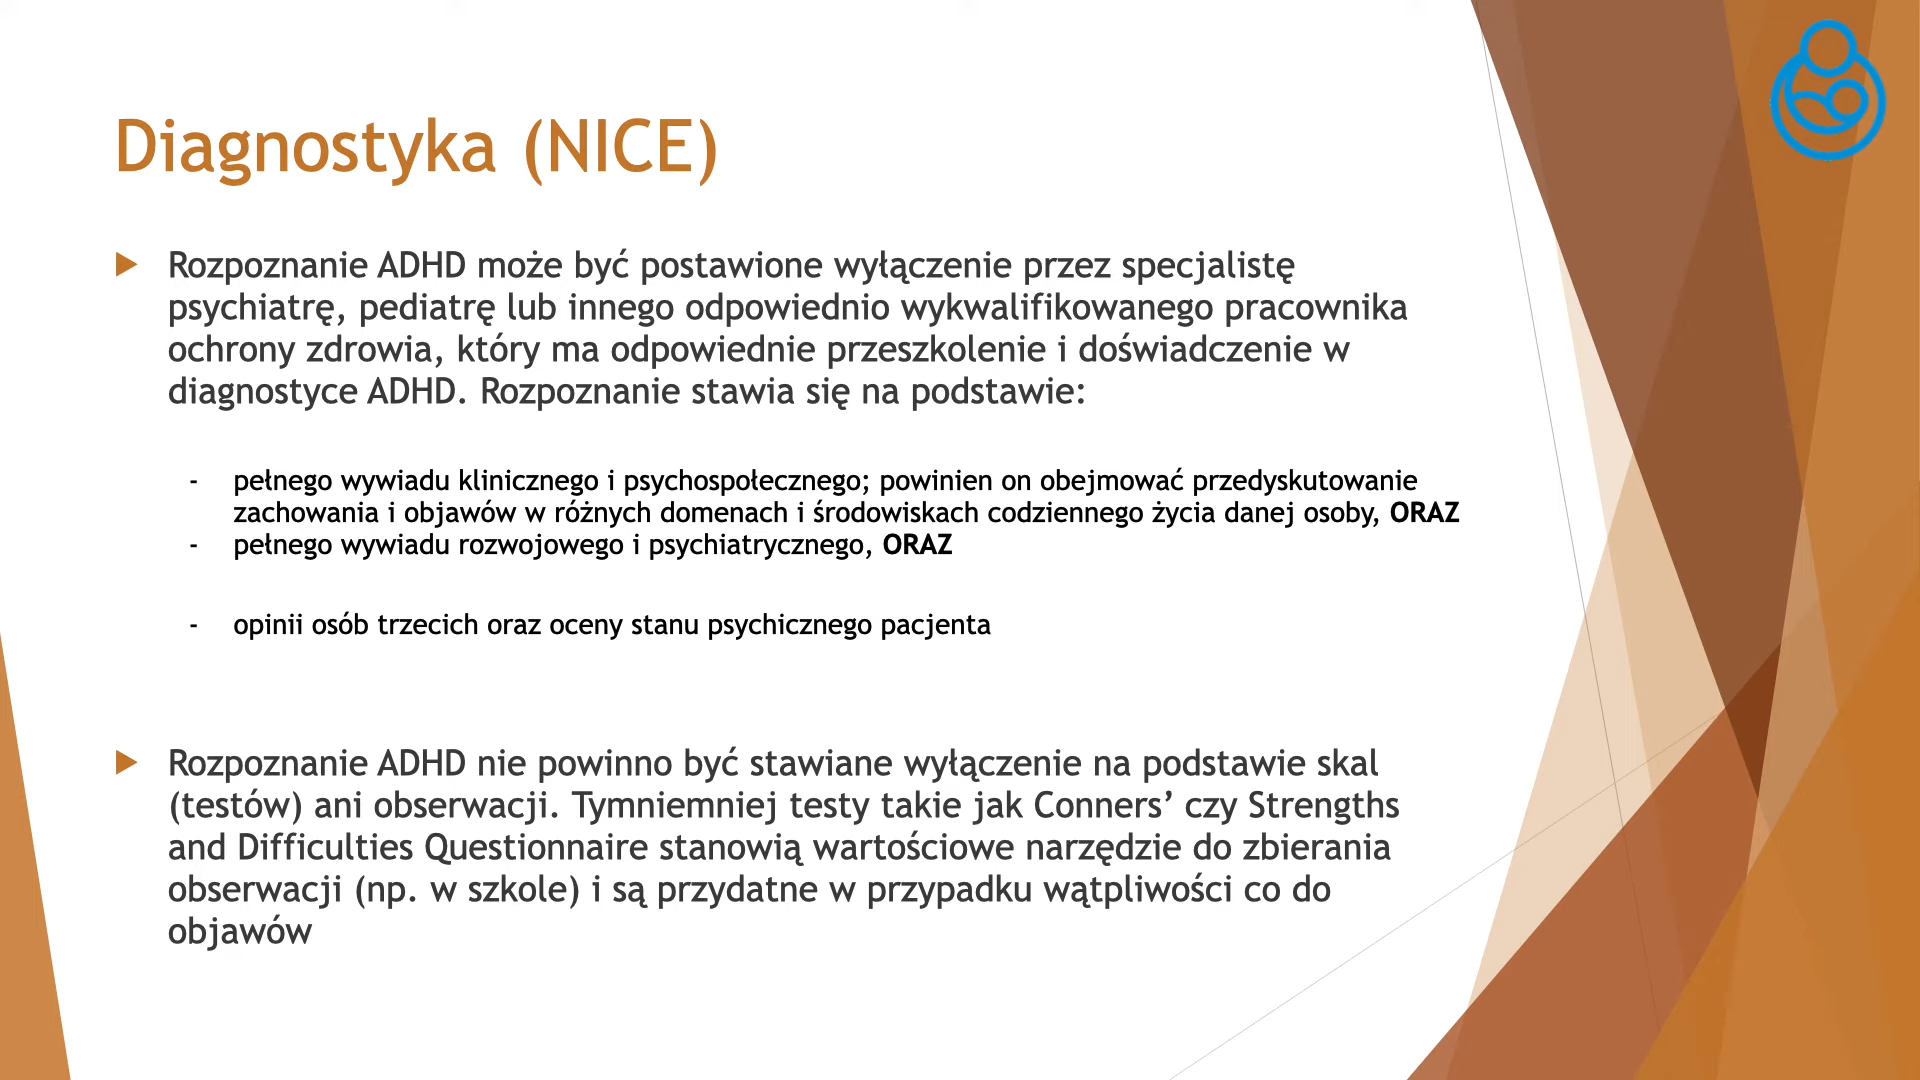 Diagnostyka (NICE)
Rozpoznanie ADHD może być postawione wyłączenie przez specjalistę
psychiatrę, pediatrę lub innego odpowiednio wykwalifikowanego pracownika
ochrony zdrowia, który ma odpowiednie przeszkolenie i doświadczenie w
diagnostyce ADHD. Rozpoznanie stawia się na podstawie:
- pełnego wywiadu klinicznego i psychospołecznego; powinien on obejmować przedyskutowanie
zachowania i objawów w różnych domenach i środowiskach codziennego życia danej osoby, ORAZ
- pełnego wywiadu rozwojowego i psychiatrycznego, ORAZ
- opinii osób trzecich oraz oceny stanu psychicznego pacjenta
Rozpoznanie ADHD nie powinno być stawiane wyłączenie na podstawie skal
(testów) ani obserwacji. Tymniemniej testy takie jak Conners’ czy Strengths
and Difficulties Questionnaire stanowią wartościowe narzędzie do zbierania
obserwacji (np. w szkole) i są przydatne w przypadku wątpliwości co do
objawów